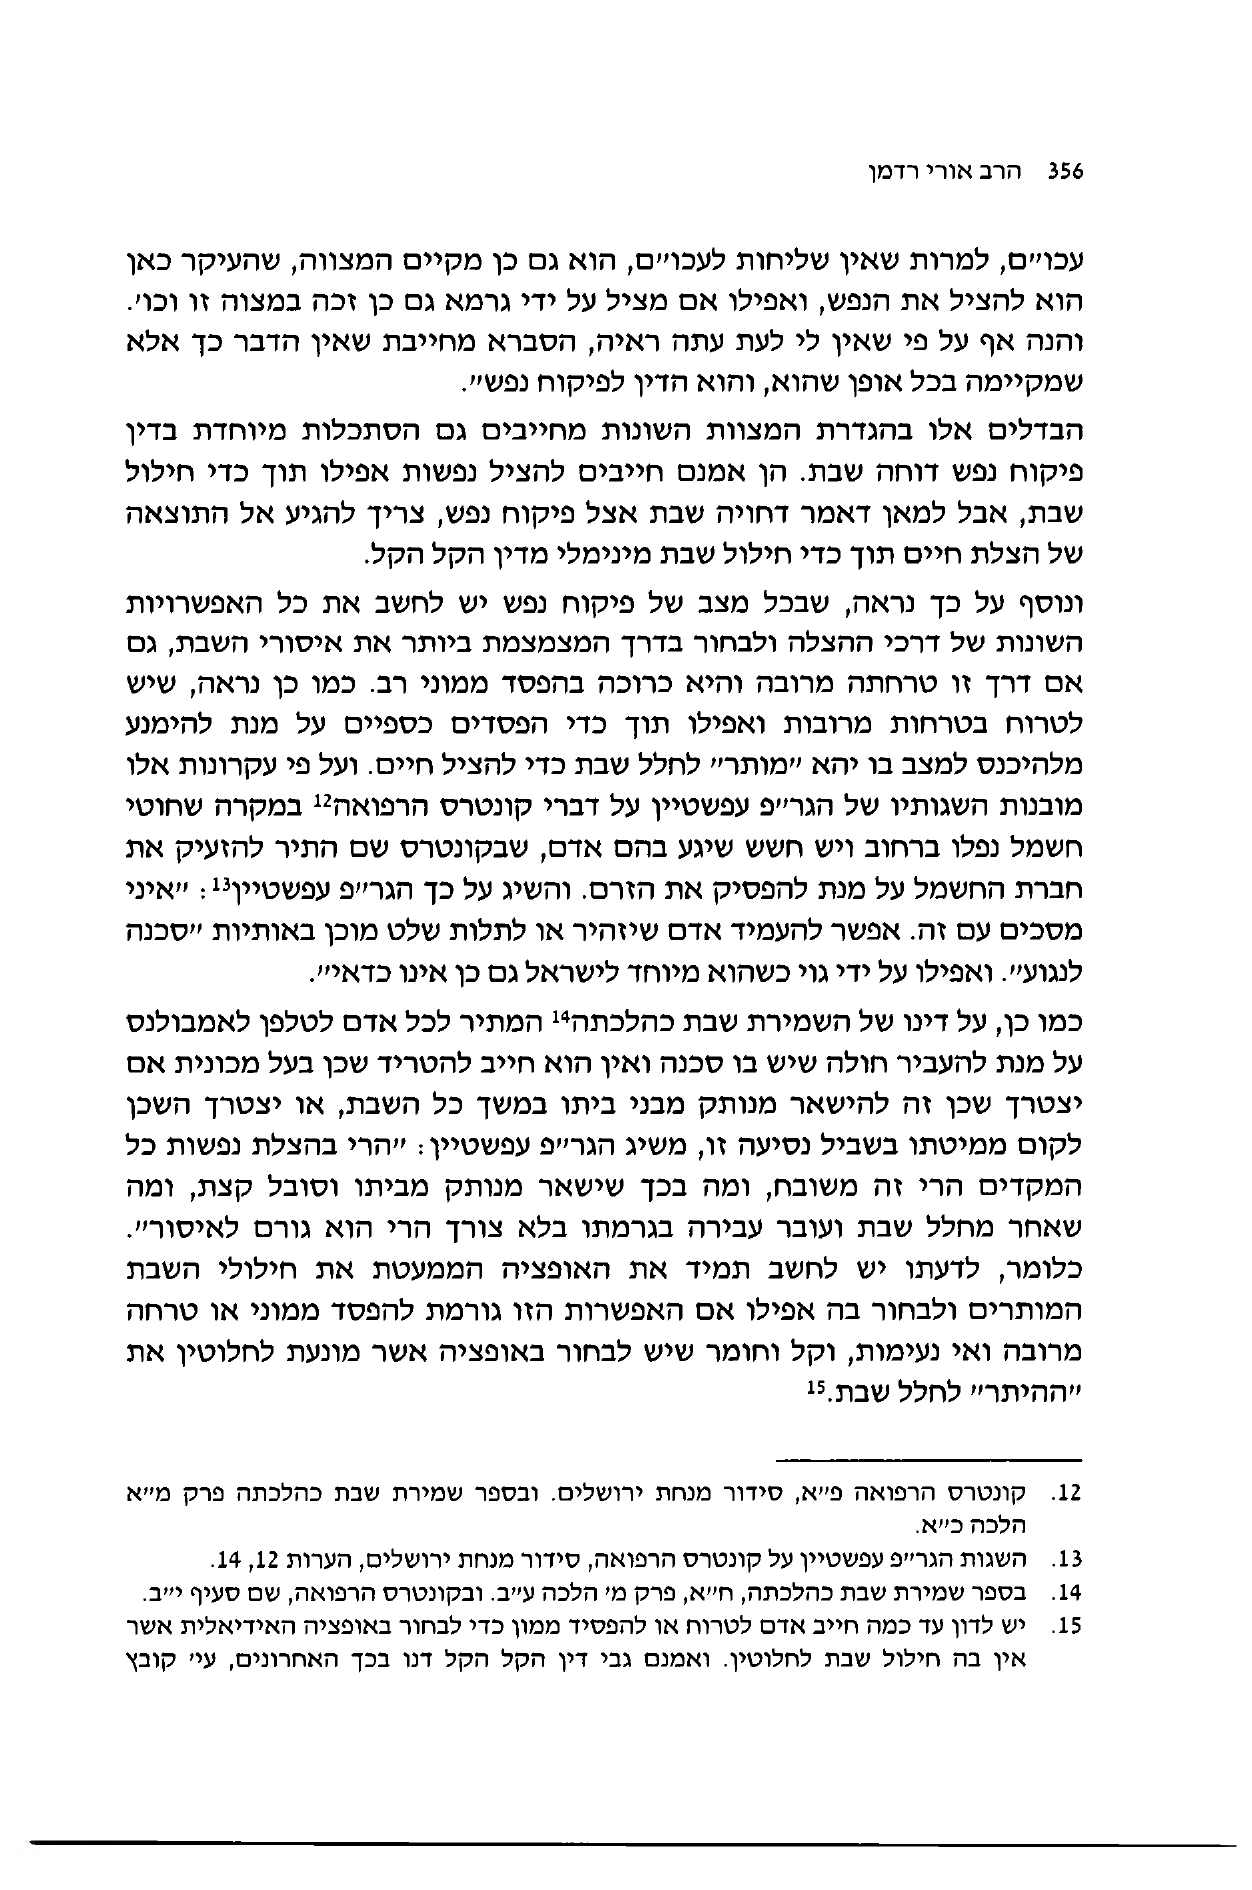 356 הרב אורי רדמן
עכו״ם, למרות שאין שליחות לעכו״ם, הוא גם כן מקיים המצווה, שהעיקר כאן
הוא להציל את הנפש, ואפילו אם מציל על ידי גרמא גם כן זכה במצוה זו וכו׳.
והנה אף על פי שאין לי לעת עתה ראיה, הסברא מחייבת שאין הדבר כך אלא
שמקיימה בכל אופן שהוא, והוא הדין לפיקוח נפש״.
הבדלים אלו בהגדרת המצוות השונות מחייבים גם הסתכלות מיוחדת בדין
פיקוח נפש דוחה שבת. הן אמנם חייבים להציל נפשות אפילו תוך כדי חילול
שבת, אבל למאן דאמר דחויה שבת אצל פיקוח נפש, צריך להגיע אל התוצאה
של הצלת חיים תוך כדי חילול שבת מינימלי מדין הקל הקל.
ונוסף על כך נראה, שבכל מצב של פיקוח נפש יש לחשב את כל האפשרויות
השונות של דרכי ההצלה ולבחור בדרך המצמצמת ביותר את איסורי השבת, גם
אם דרך זו טרחתה מרובה והיא כרוכה בהפסד ממוני רב. כמו כן נראה, שיש
לטרוח בטרחות מרובות ואפילו תוך כדי הפסדים כספיים על מנת להימנע
מלהיכנס למצב בו יהא ״מותר״ לחלל שבת כדי להציל חיים. ועל פי עקרונות אלו
מובנות השגותיו של הגר״פ עפשטיין על דברי קונטרס הרפואה12 במקרה שחוטי
חשמל נפלו ברחוב ויש חשש שיגע בהם אדם, שבקונטרס שם התיר להזעיק את
חברת החשמל על מנת להפסיק את הזרם. והשיג על כך הגר״פ עפשטיין13: ״איני
מסכים עם זה. אפשר להעמיד אדם שיזהיר או לתלות שלט מוכן באותיות ״סכנה
לנגוע״. ואפילו על ידי גוי כשהוא מיוחד לישראל גם כן אינו כדאי״.
כמו כן, על דינו של השמירת שבת כהלכתה14 המתיר לכל אדם לטלפן לאמבולנס
על מנת להעביר חולה שיש בו סכנה ואין הוא חייב להטריד שכן בעל מכונית אם
יצטרך שכן זה להישאר מנותק מבני ביתו במשך כל השבת, או יצטרך השכן
לקום ממיטתו בשביל נסיעה זו, משיג הגר״פ עפשטיין: ״הרי בהצלת נפשות כל
המקדים הרי זה משובח, ומה בכך שישאר מנותק מביתו וסובל קצת, ומה
שאחר מחלל שבת ועובר עבירה בגרמתו בלא צורך הרי הוא גורם לאיסור״.
כלומר, לדעתו יש לחשב תמיד את האופציה הממעטת את חילולי השבת
המותרים ולבחור בה אפילו אם האפשרות הזו גורמת להפסד ממוני או טרחה
מרובה ואי נעימות, וקל וחומר שיש לבחור באופציה אשר מונעת לחלוטין את
״ההיתר״ לחלל שבת.15
12. קונטרס הרפואה פ״א, סידור מנחת ירושלים. ובספר שמירת שבת כהלכתה פרק מ״א
הלכה כ״א.
13. השגות הגר״פ עפשטיין על קונטרס הרפואה, סידור מנחת ירושלים, הערות 12, 14.
14. בספר שמירת שבת כהלכתה, ח״א, פרק מ׳ הלכה ע״ב. ובקונטרס הרפואה, שם סעיף י״ב.
15. יש לדון עד כמה חייב אדם לטרוח או להפסיד ממון כדי לבחור באופציה האידיאלית אשר
אין בה חילול שבת לחלוטין. ואמנם גבי דין הקל הקל דנו בכך האחרונים, עי׳ קובץ